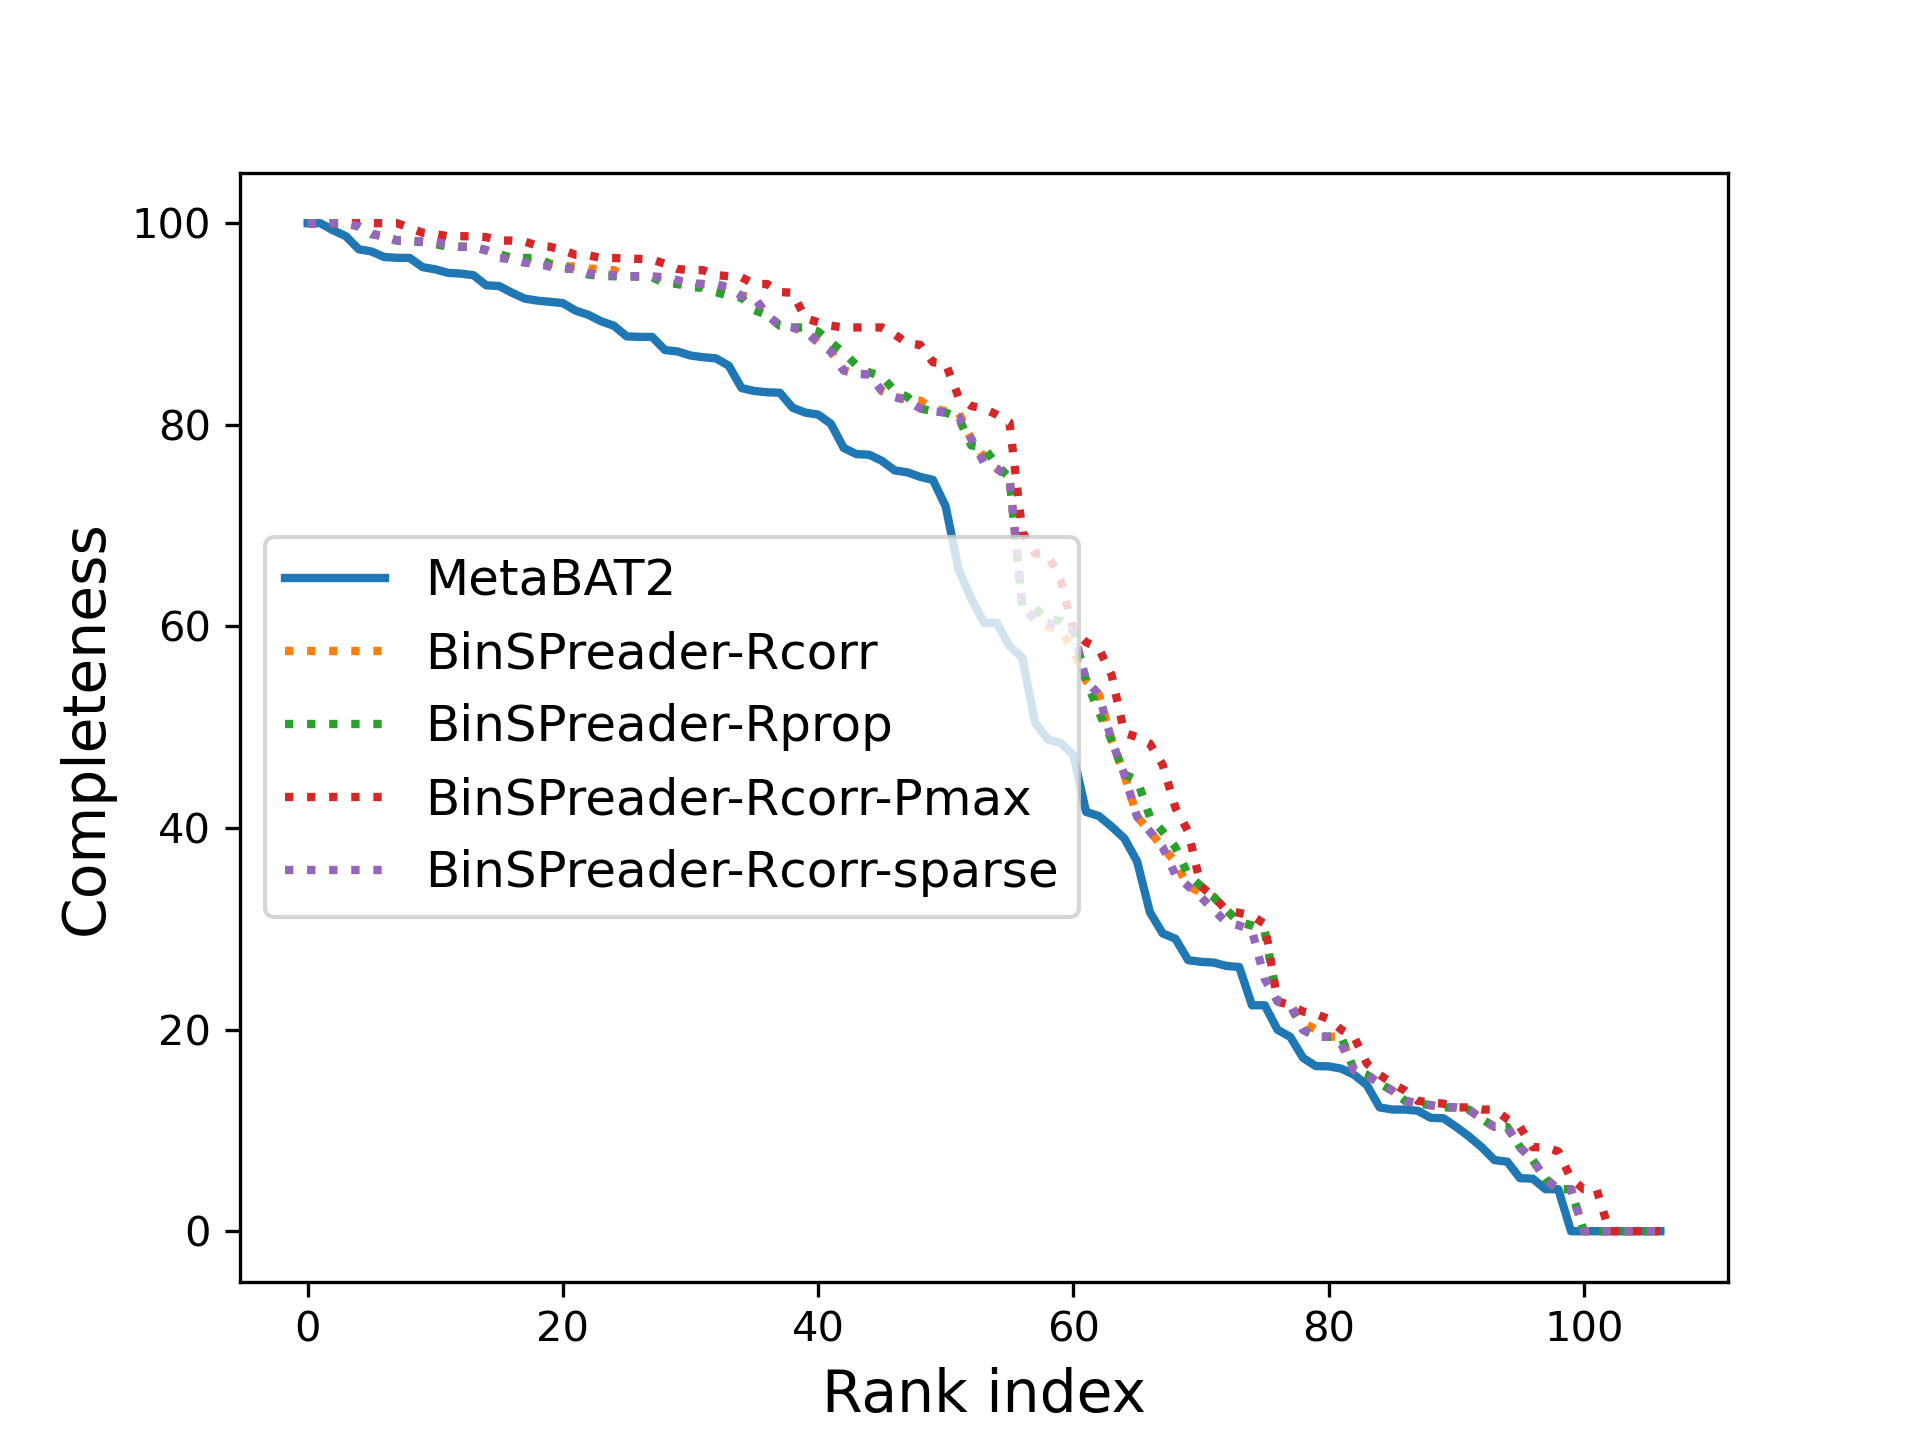 100
80
60
40
20
0
Completeness
MetaBAT2
BinSPreader-Rcorr
BinSPreader-Rprop
BinSPreader-Rcorr-Pmax
BinSPreader-Rcorr-sparse
0 20 40 60 80 100
Rank index